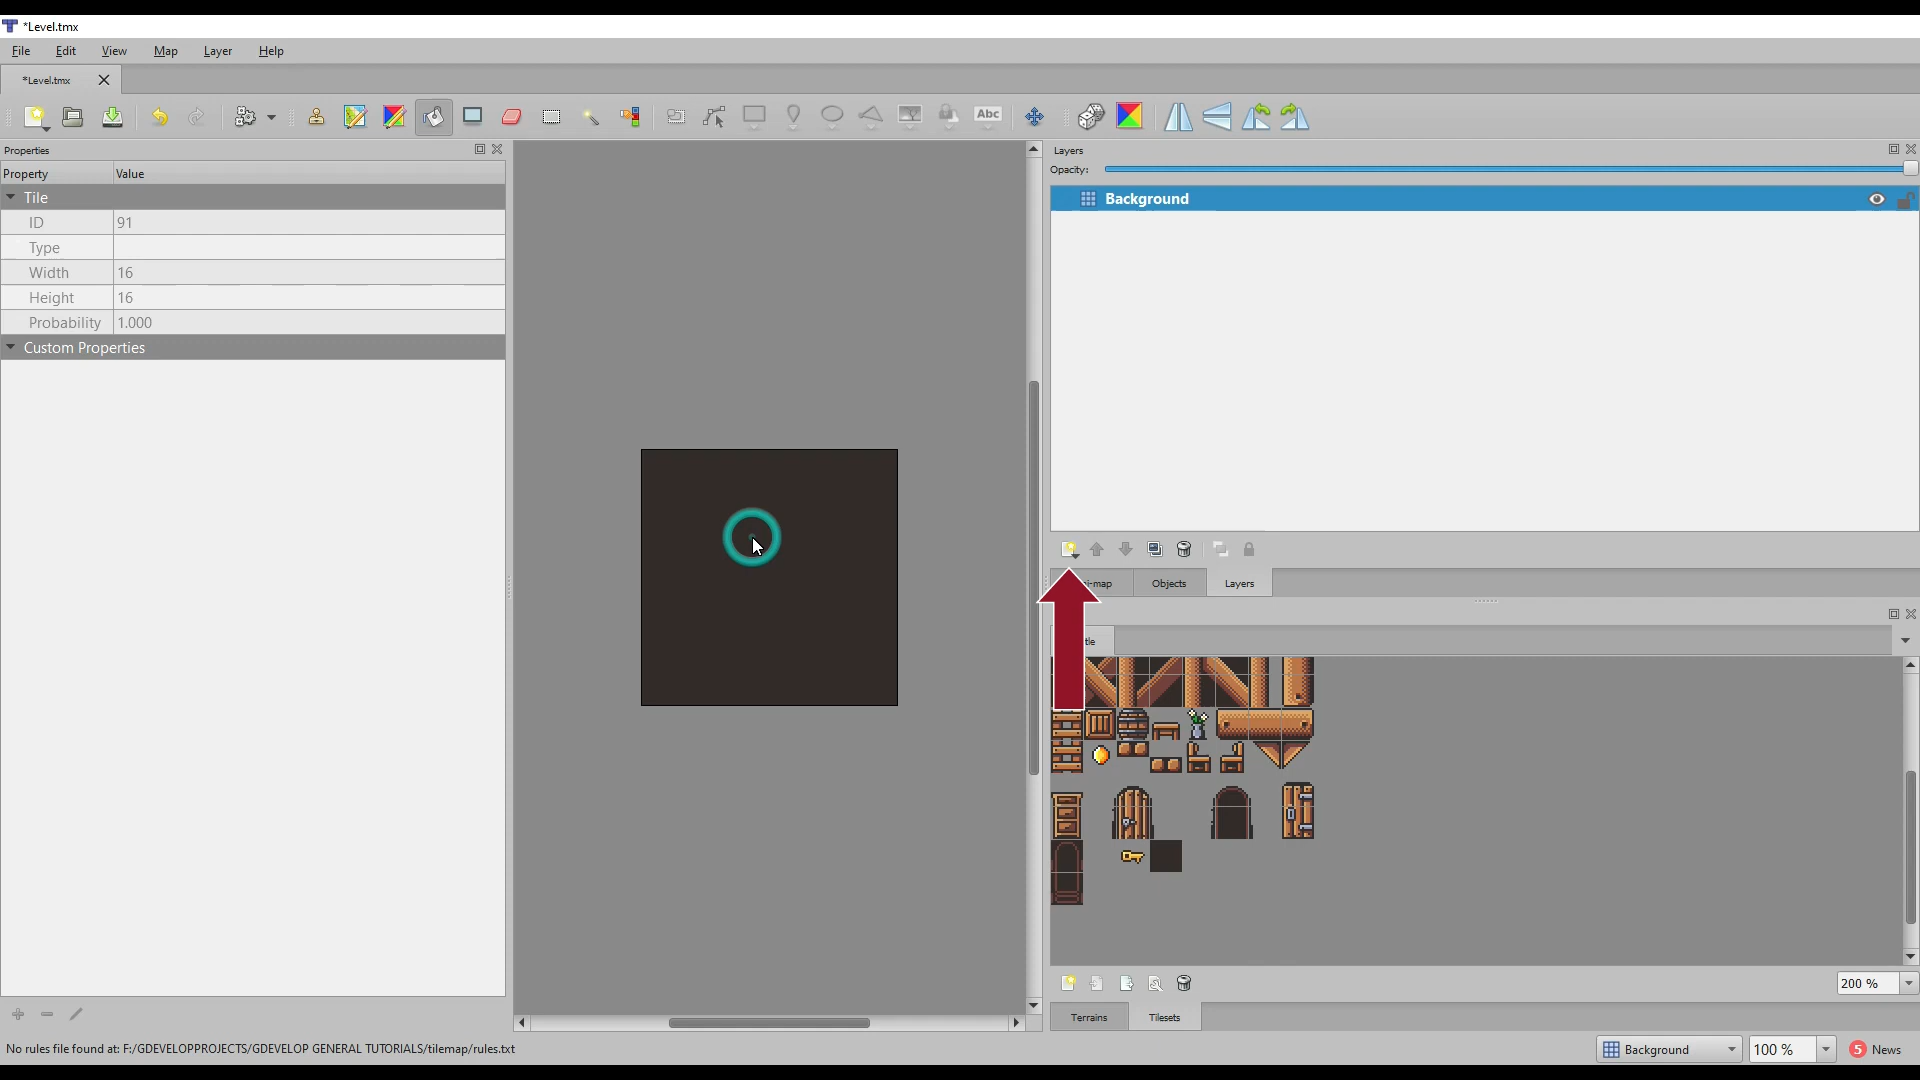 *Level.tmx
File Edit View Map Layer Help
*Level.tmx
Abc
Properties
Property Value
Tile
ID 91
Type
Width 16
Height 16
Probability 1.000
Custom Properties
Layers
Opacity:
Background
Objects Layers
200 %
Terrains Tilesets
No rules file found at: F:/GDEVELOPPROJECTS/GDEVELOP GENERAL TUTORIALS/tilemap/rules.txt
Background 100 % 5 News